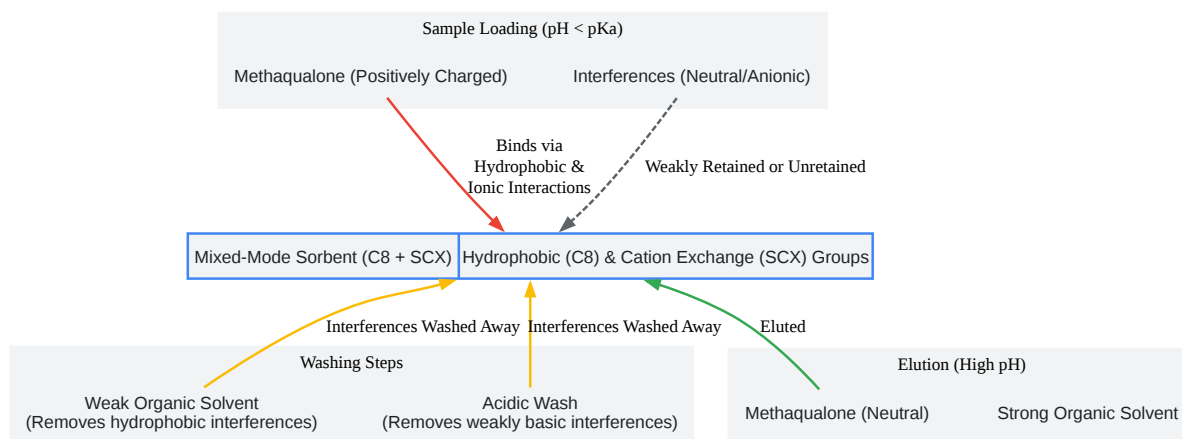 Sample Loading (pH < pKa)
Methaqualone (Positively Charged)
Interferences (Neutral/Anionic)
Binds via
Hydrophobic &
Ionic Interactions
Weakly Retained or Unretained
Mixed-Mode Sorbent (C8 + SCX)
Hydrophobic (C8) & Cation Exchange (SCX) Groups
Interferences Washed Away
Interferences Washed Away
Eluted
Washing Steps
Weak Organic Solvent
(Removes hydrophobic interferences)
Acidic Wash
(Removes weakly basic interferences)
Elution (High pH)
Methaqualone (Neutral)
Strong Organic Solvent